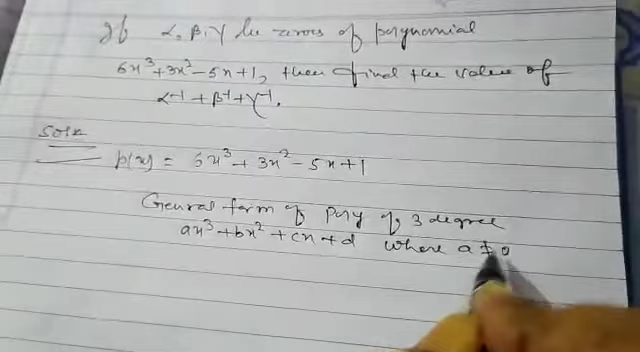 If α, β, γ be zeroes of polynomial
6x³+3x²-5x+1, then find the value of
α⁻¹+β⁻¹+γ⁻¹.
Soln
p(x) = 6x³+3x²-5x+1
General form of Poly of 3 degree
ax³+bx²+cx+d where a≠0